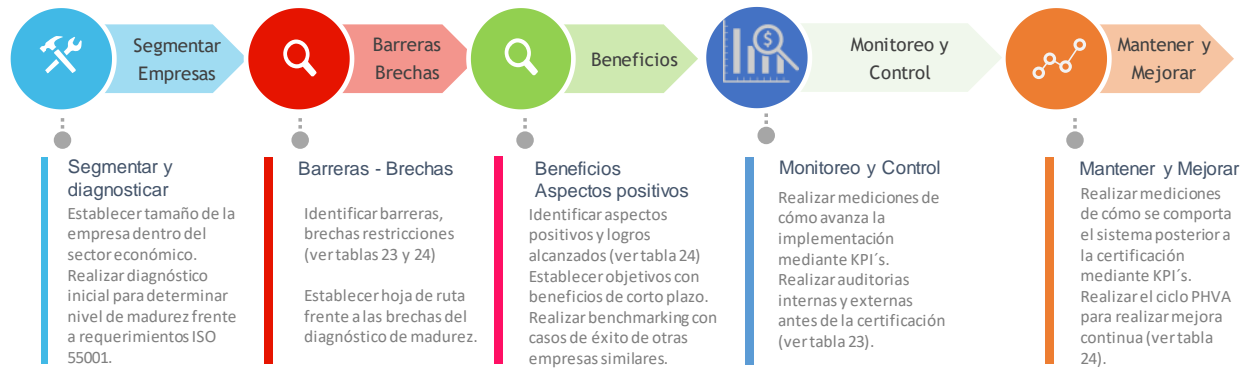 Segmentar
Empresas
Barreras
Brechas
Beneficios
Monitoreo y
Control
Mantener y
Mejorar
$
Segmentar y
diagnosticar
Establecer tamaño de la
empresa dentro del
sector económico.
Realizar diagnóstico
inicial para determinar
nivel de madurez frente
a requerimientos ISO
55001.
Barreras - Brechas
Identificar barreras,
brechas restricciones
(ver tablas 23 y 24)
Establecer hoja de ruta
frente a las brechas del
diagnóstico de madurez.
Beneficios
Aspectos positivos
Identificar aspectos
positivos y logros
alcanzados (ver tabla 24)
Establecer objetivos con
beneficios de corto plazo.
Realizar benchmarking con
casos de éxito de otras
empresas similares.
Monitoreo y Control
Realizar mediciones de
cómo avanza la
implementación
mediante KPI´s.
Realizar auditorias
internas y externas
antes de la certificación
(ver tabla 23).
Mantener y Mejorar
Realizar mediciones
de cómo se comporta
el sistema posterior a
la certificación
mediante KPI´s.
Realizar el ciclo PHVA
para realizar mejora
continua (ver tabla
24).